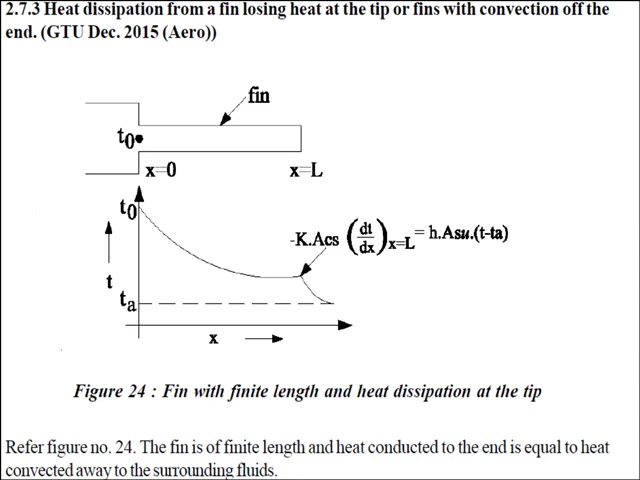 2.7.3 Heat dissipation from a fin losing heat at the tip or fins with convection off the
end. (GTU Dec. 2015 (Aero))
fin
t0
x=0
x=L
t0
-K.Acs (dt/dx)x=L = h.Asu.(t-ta)
t
ta
x
Figure 24 : Fin with finite length and heat dissipation at the tip
Refer figure no. 24. The fin is of finite length and heat conducted to the end is equal to heat
convected away to the surrounding fluids.